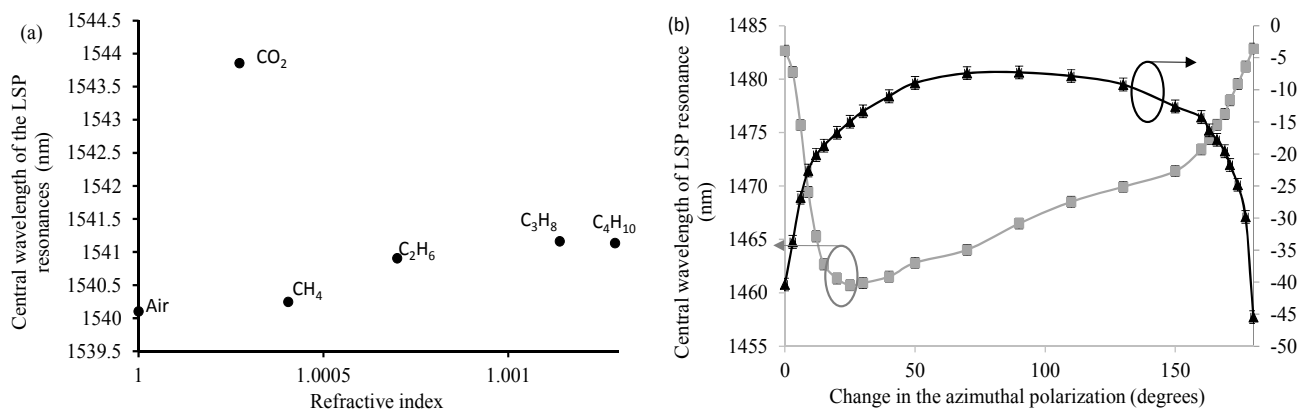 (a)
Central wavelength of the LSP
resonances (nm)
1544.5
1544
1543.5
1543
1542.5
1542
1541.5
1541
1540.5
1540
1539.5
CO₂
C₃H₈
C₄H₁₀
C₂H₆
CH₄
Air
1
1.0005
1.001
Refractive index
(b)
Central wavelength of LSP resonance
(nm)
1485
1480
1475
1470
1465
1460
1455
0
-5
-10
-15
-20
-25
-30
-35
-40
-45
-50
0
50
100
150
Change in the azimuthal polarization (degrees)